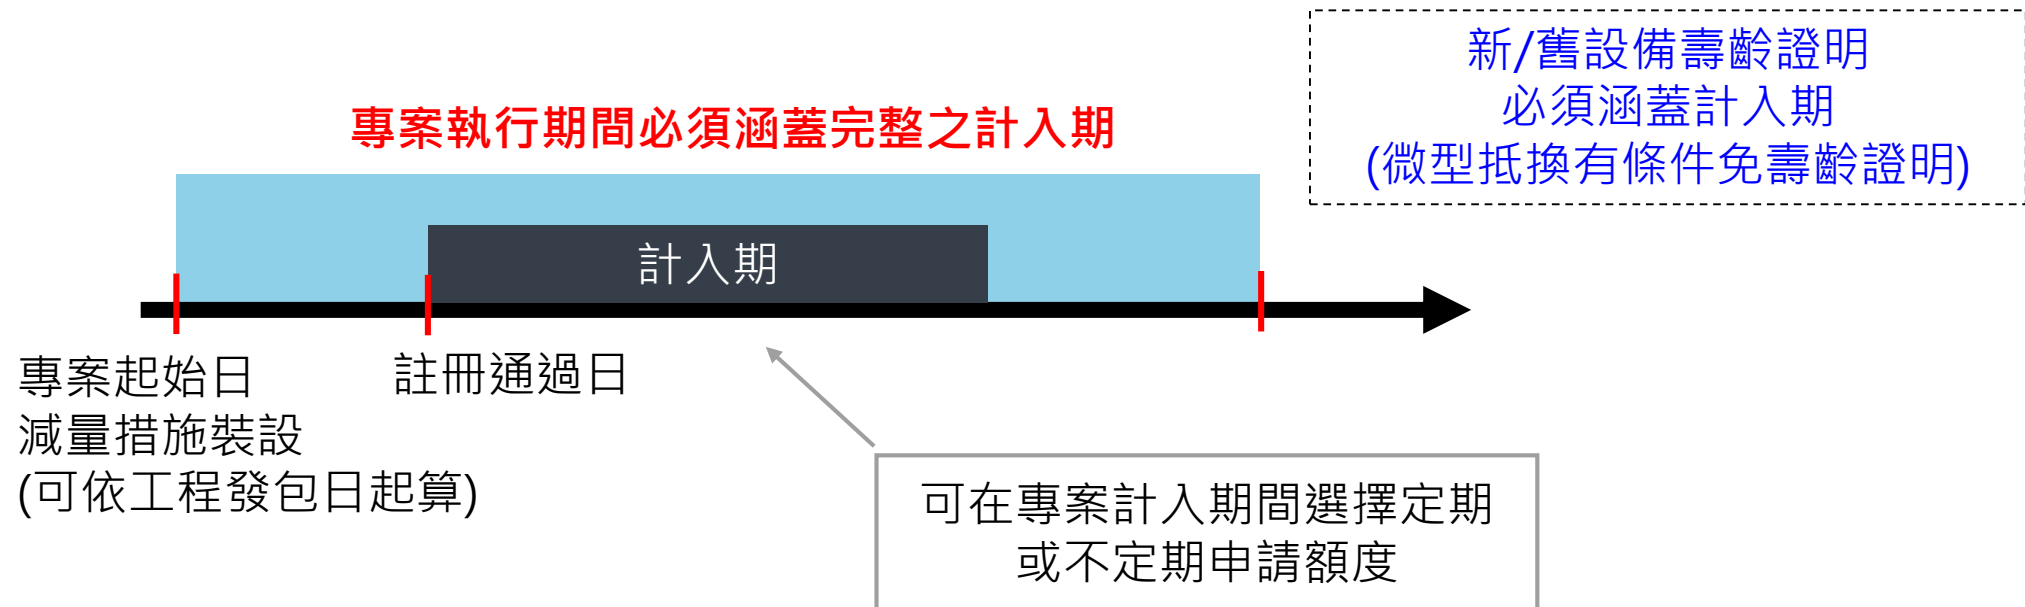 新/舊設備壽齡證明
必須涵蓋計入期
(微型抵換有條件免壽齡證明)
專案執行期間必須涵蓋完整之計入期
計入期
專案起始日
減量措施裝設
(可依工程發包日起算)
註冊通過日
可在專案計入期間選擇定期
或不定期申請額度